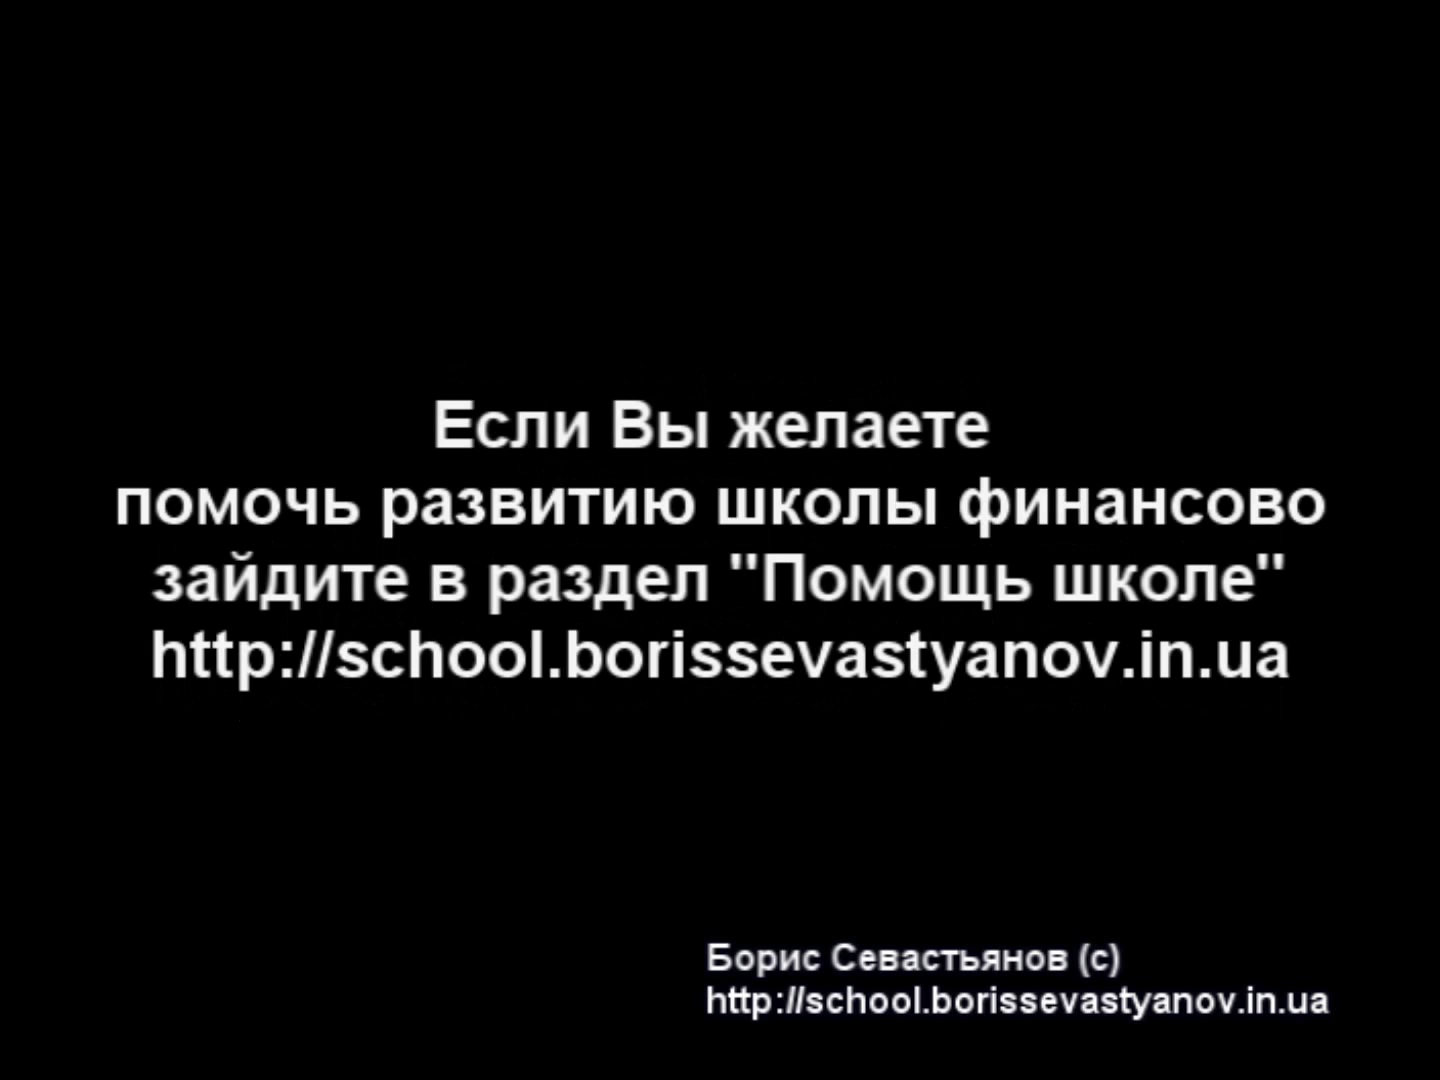 Если Вы желаете
помочь развитию школы финансово
зайдите в раздел "Помощь школе"
http://school.borissevastyanov.in.ua
Борис Севастьянов (c)
http://school.borissevastyanov.in.ua